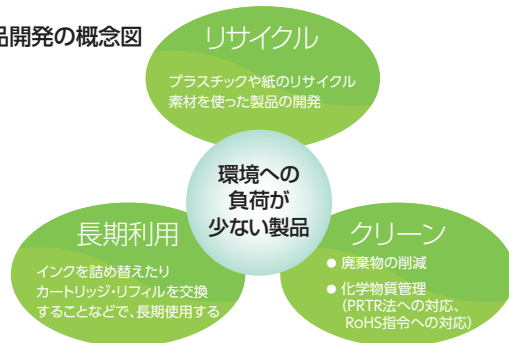 品開発の概念図
リサイクル
プラスチックや紙のリサイクル
素材を使った製品の開発
環境への
負荷が
少ない製品
長期利用
インクを詰め替えたり
カートリッジ・リフィルを交換
することなどで、長期使用する
クリーン
● 廃棄物の削減
● 化学物質管理
(PRTR法への対応、
RoHS指令への対応)